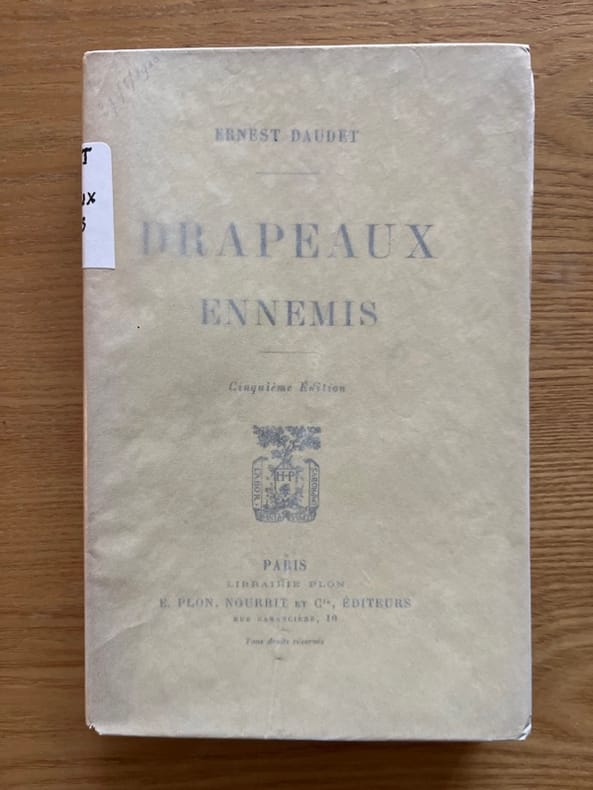 ERNEST DAUDET
DRAPEAUX
ENNEMIS
Cinquième Édition
LABOR
H·P
PARIS
LIBRAIRIE PLON
E. PLON, NOURRIT ET Cie, ÉDITEURS
RUE GARANCIÈRE, 10
Tous droits réservés